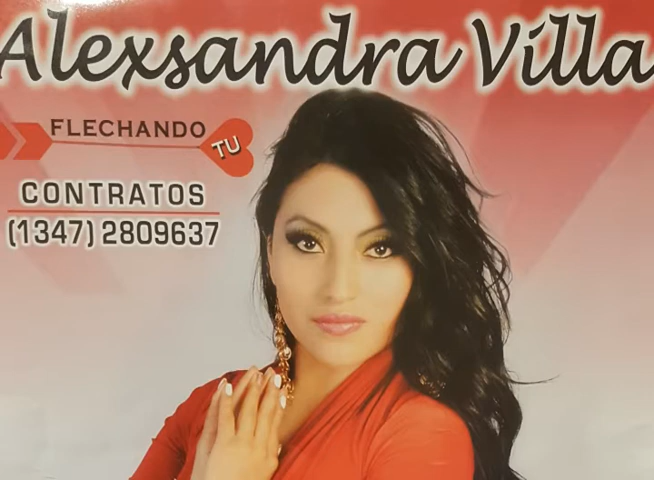 Alexsandra Villa
FLECHANDO
TU
CONTRATOS
(1347) 2809637